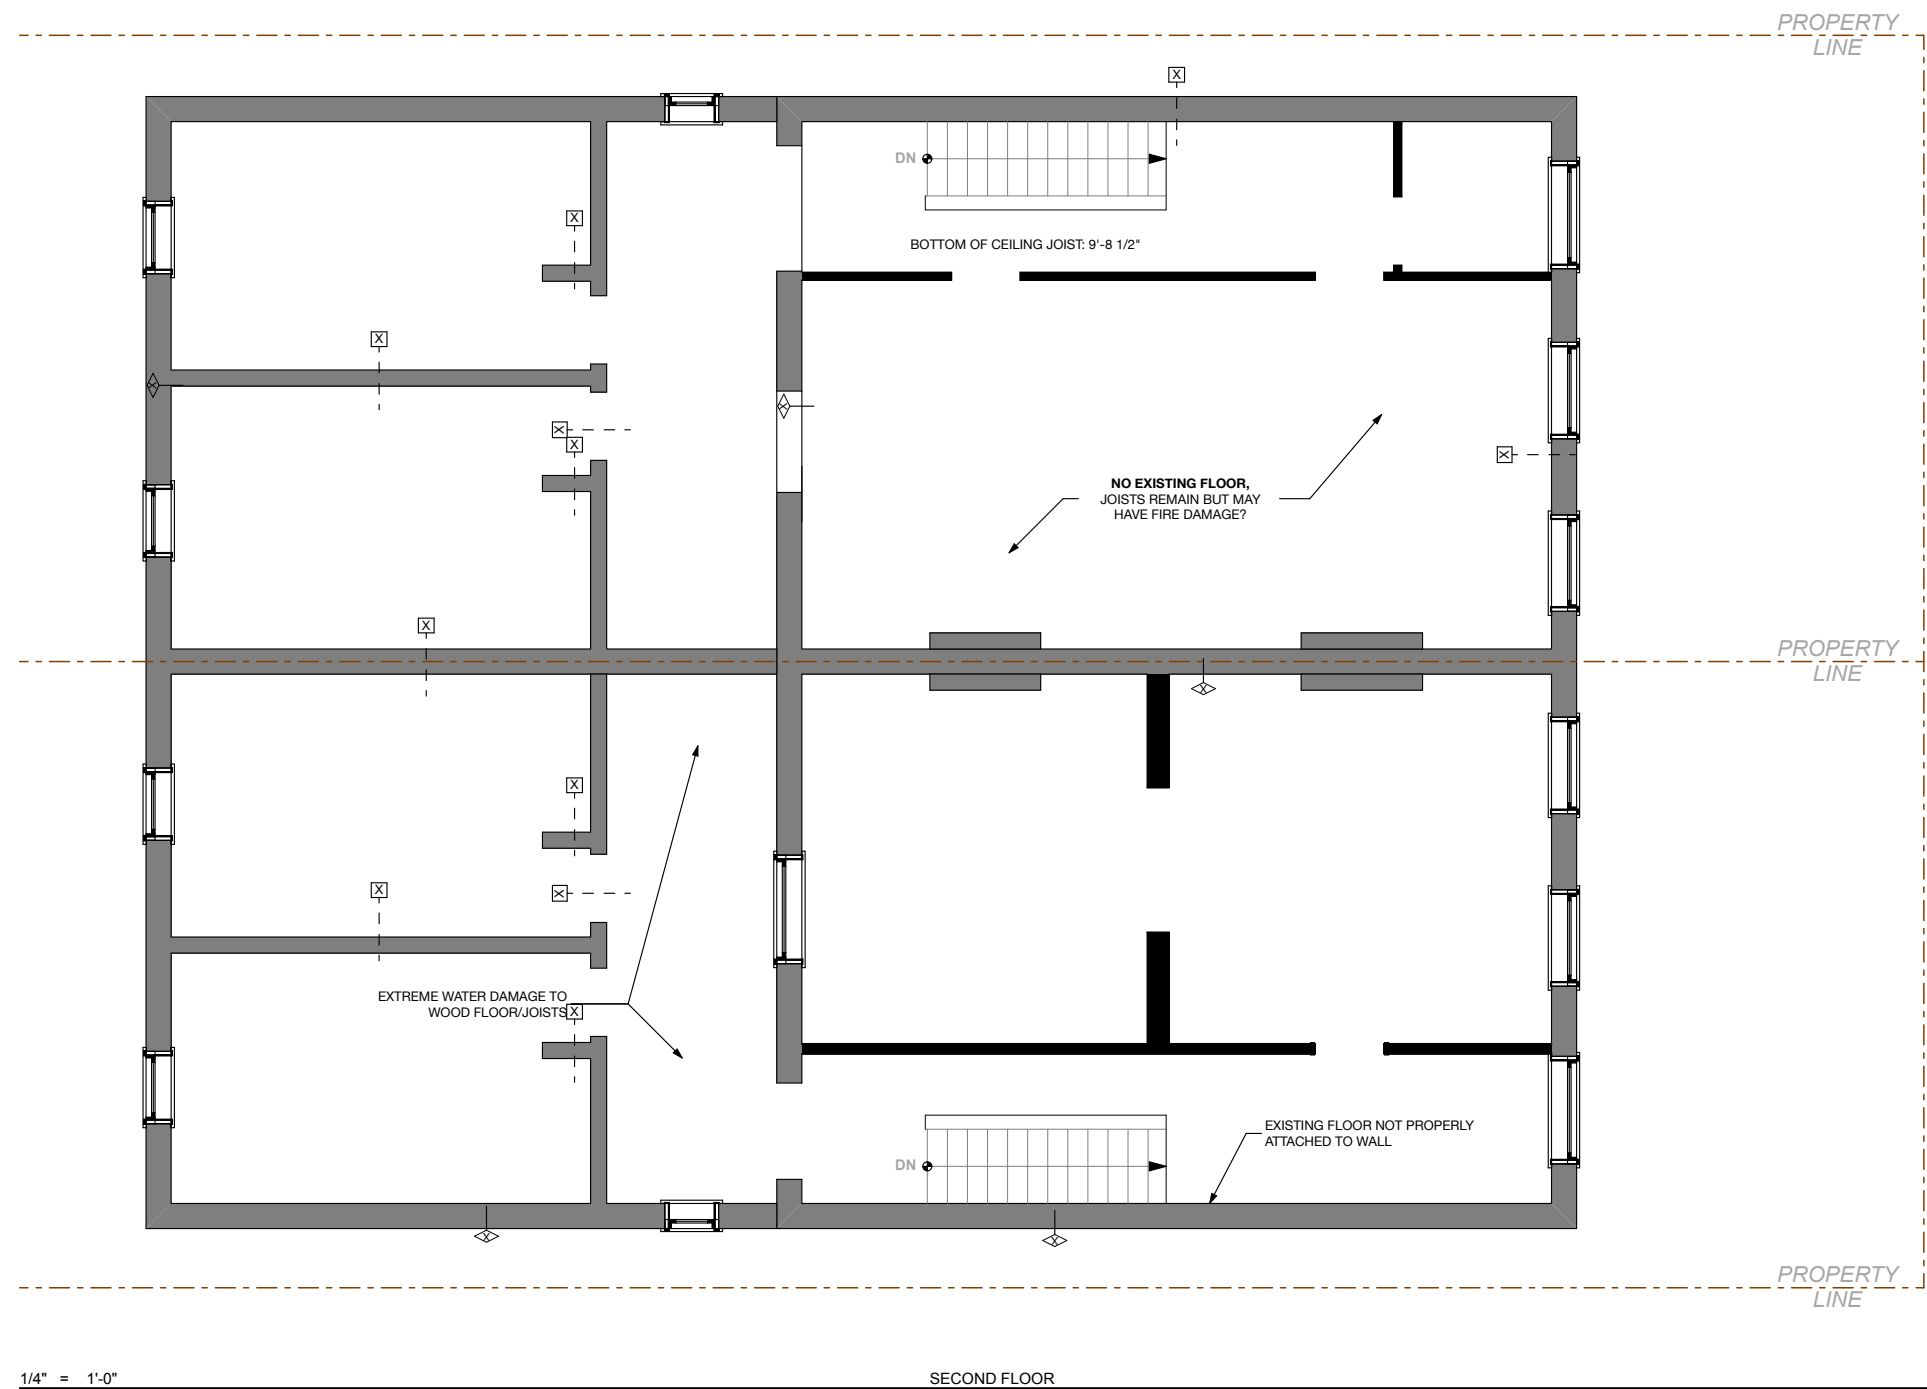 PROPERTY
LINE
X
DN
X
BOTTOM OF CEILING JOIST: 9'-8 1/2"
X
X
X
X
X
X
NO EXISTING FLOOR,
JOISTS REMAIN BUT MAY
HAVE FIRE DAMAGE?
X
X
PROPERTY
LINE
X
X
X
X
EXTREME WATER DAMAGE TO
WOOD FLOOR/JOISTS
X
EXISTING FLOOR NOT PROPERLY
ATTACHED TO WALL
DN
X
X
PROPERTY
LINE
1/4" = 1'-0"
SECOND FLOOR